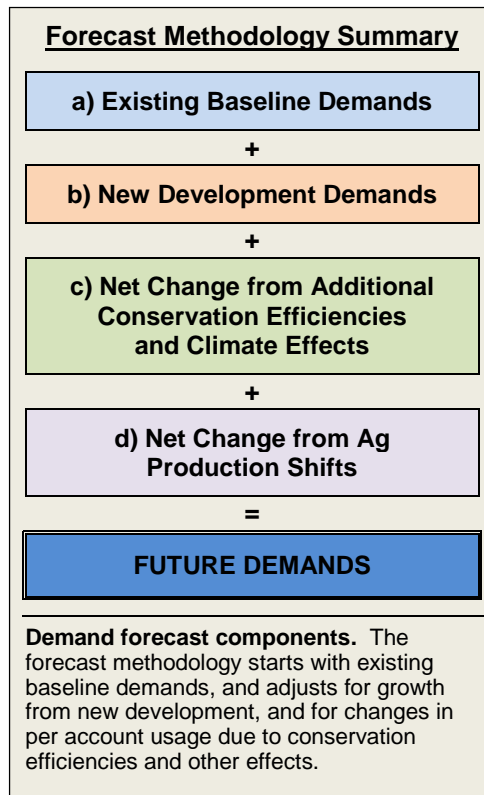 Forecast Methodology Summary
a) Existing Baseline Demands
+
b) New Development Demands
+
c) Net Change from Additional
Conservation Efficiencies
and Climate Effects
+
d) Net Change from Ag
Production Shifts
=
FUTURE DEMANDS
Demand forecast components. The
forecast methodology starts with existing
baseline demands, and adjusts for growth
from new development, and for changes in
per account usage due to conservation
efficiencies and other effects.